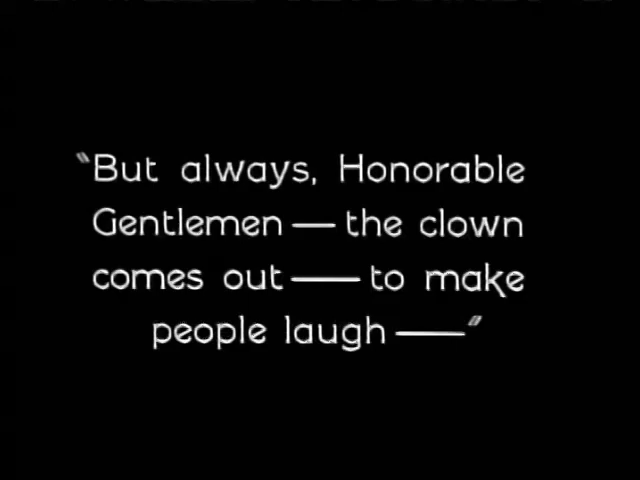 "But always, Honorable
Gentlemen — the clown
comes out —— to make
people laugh ——"